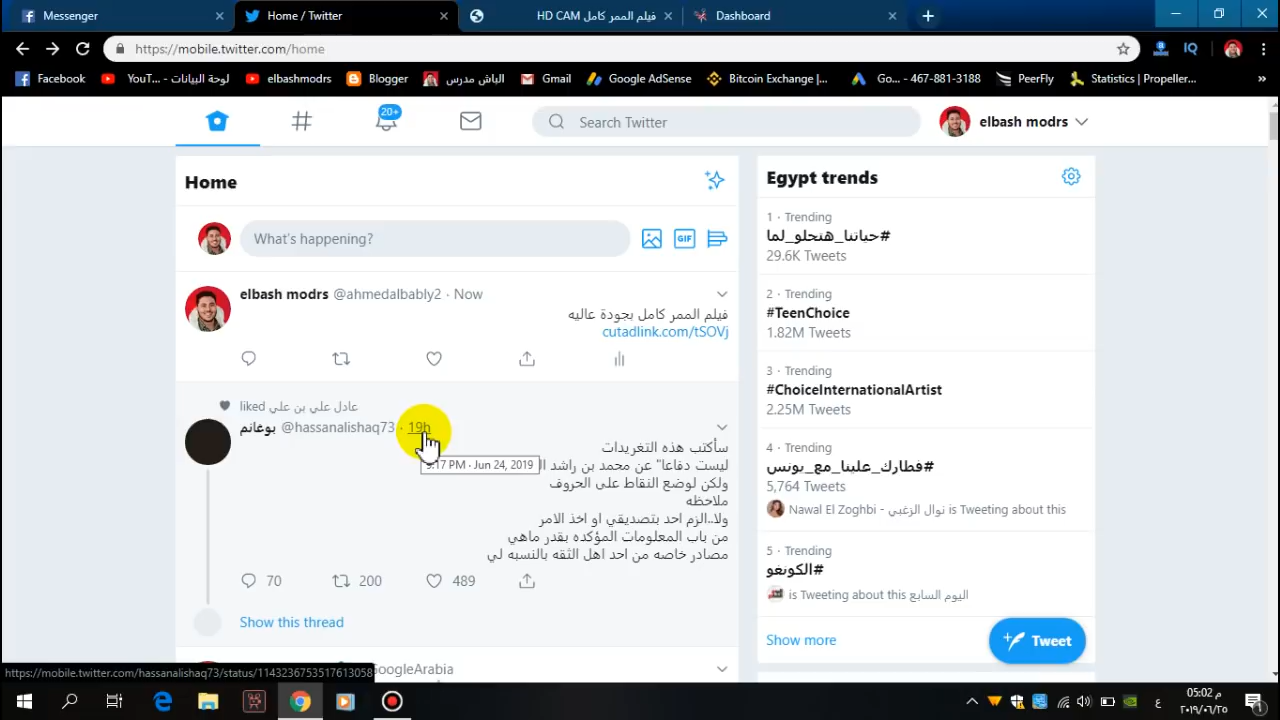 Messenger
Home / Twitter
فيلم الممر كامل HD CAM
Dashboard
https://mobile.twitter.com/home
Facebook
YouT... لوحة البيانات -
elbashmodrs
Blogger
الباش مدرس
Gmail
Google AdSense
Bitcoin Exchange |...
Go... - 467-881-3188
PeerFly
Statistics | Propeller...
20+
Search Twitter
elbash modrs
Home
What's happening?
elbash modrs @ahmedalbably2 · Now
فيلم الممر كامل بجودة عاليه
cutadlink.com/tSOVj
liked عادل علي بن علي
بوغانم @hassanalishaq73 · 19h
9:17 PM - Jun 24, 2019
سأكتب هذه التغريدات
ليست دفاعا" عن محمد بن راشد
ولكن لوضع النقاط على الحروف
ملاحظه
ولا..الزم احد بتصديقي او اخذ الامر
من باب المعلومات المؤكده بقدر ماهي
مصادر خاصه من احد اهل الثقه بالنسبه لي
70
200
489
Show this thread
GoogleArabia
Egypt trends
1 · Trending
#حياتنا_هتحلو_لما
29.6K Tweets
2 · Trending
#TeenChoice
1.82M Tweets
3 · Trending
#ChoiceInternationalArtist
2.25M Tweets
4 · Trending
#فطارك_علينا_مع_يونس
5,764 Tweets
Nawal El Zoghbi - نوال الزغبي is Tweeting about this
5 · Trending
#الكونغو
اليوم السابع is Tweeting about this
Show more
Tweet
https://mobile.twitter.com/hassanalishaq73/status/1143236753517613058
ع
05:02 م
٢٠١٩/٠٦/٢٥